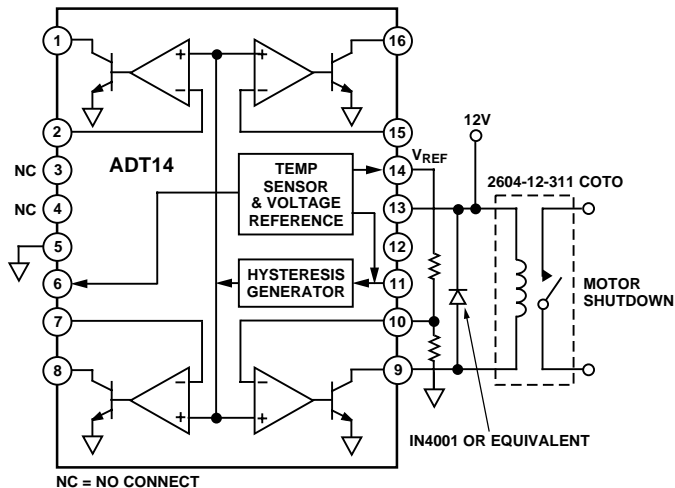 1
16
+
+
−
−
2
15
12V
ADT14
V_REF
NC
3
TEMP
SENSOR
& VOLTAGE
REFERENCE
14
2604-12-311 COTO
NC
4
13
5
12
6
HYSTERESIS
GENERATOR
11
MOTOR
SHUTDOWN
7
10
8
−
−
+
+
9
IN4001 OR EQUIVALENT
NC = NO CONNECT